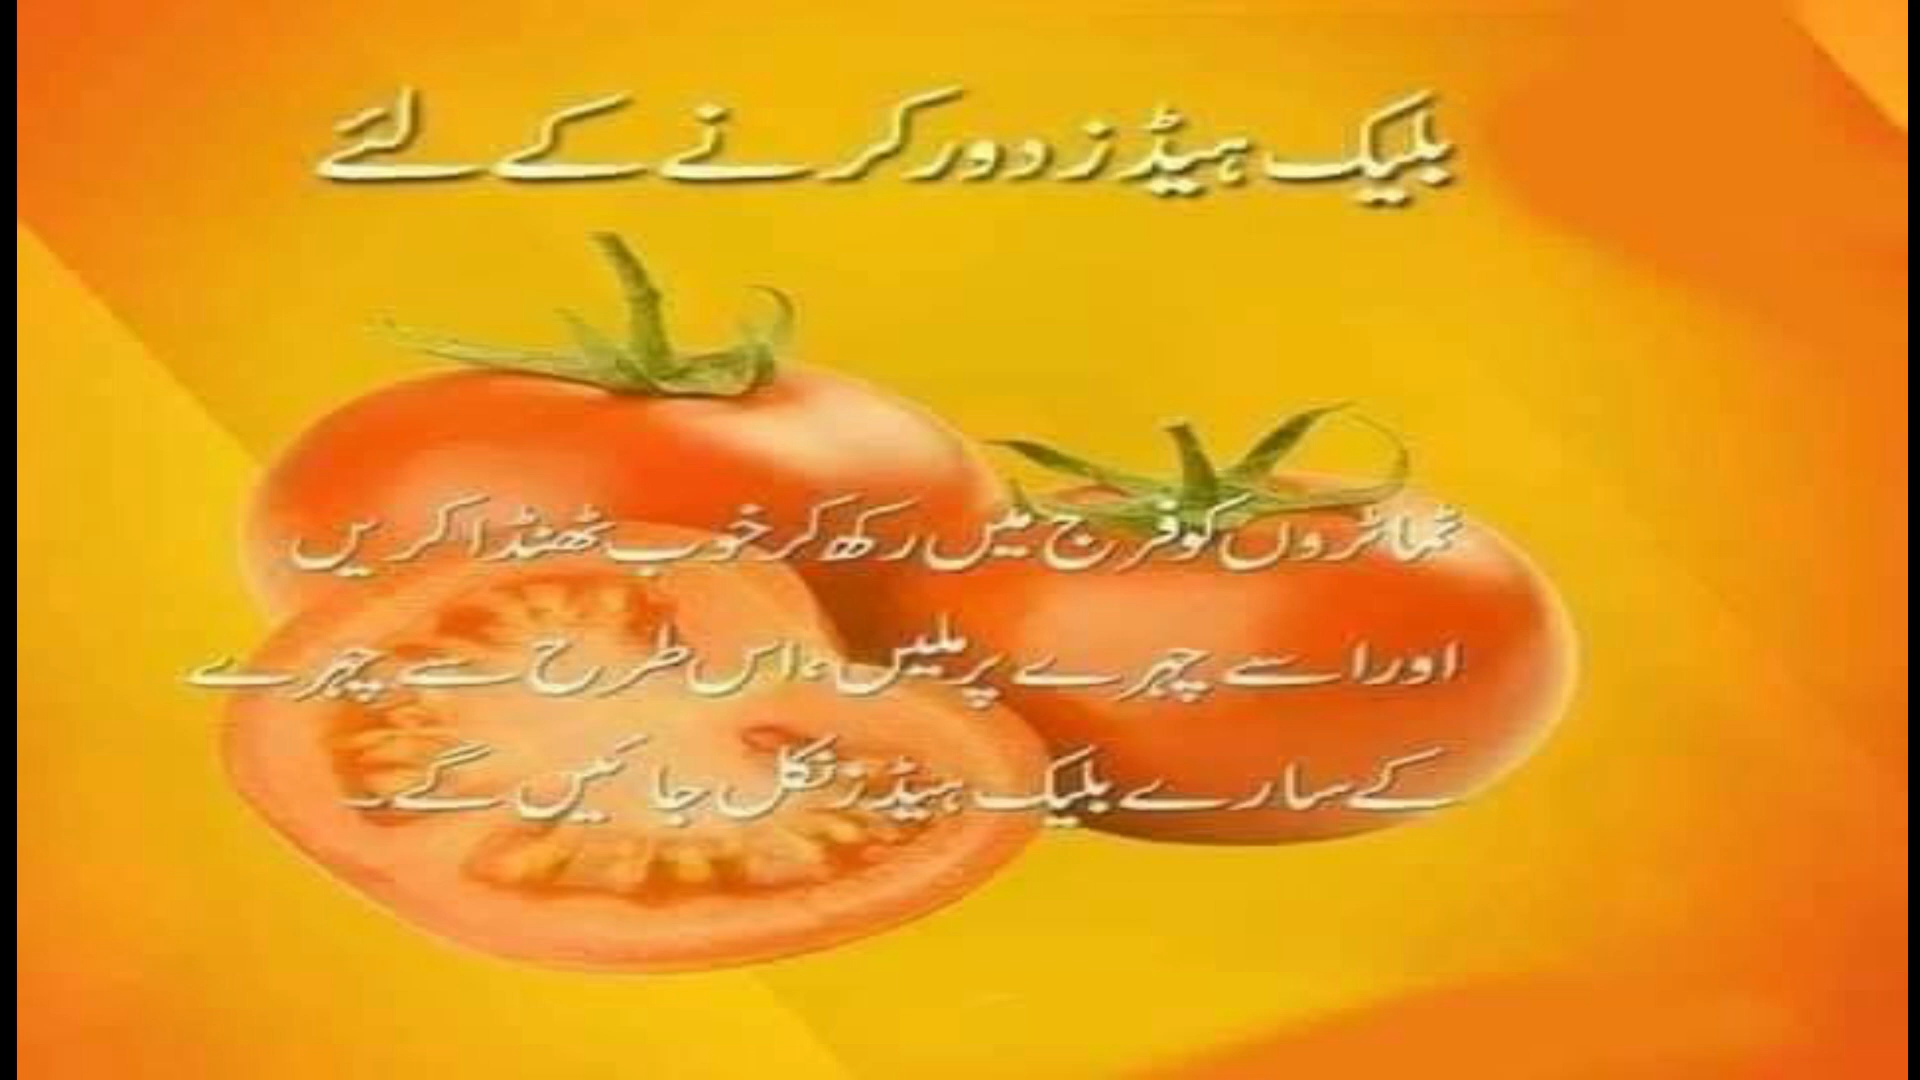 بلیک ہیڈز دور کرنے کے لئے
ٹماٹروں کو فرج میں رکھ کر خوب ٹھنڈا کریں
اور اسے چہرے پر ملیں، اس طرح سے چہرے
کے سارے بلیک ہیڈز نکل جائیں گے۔